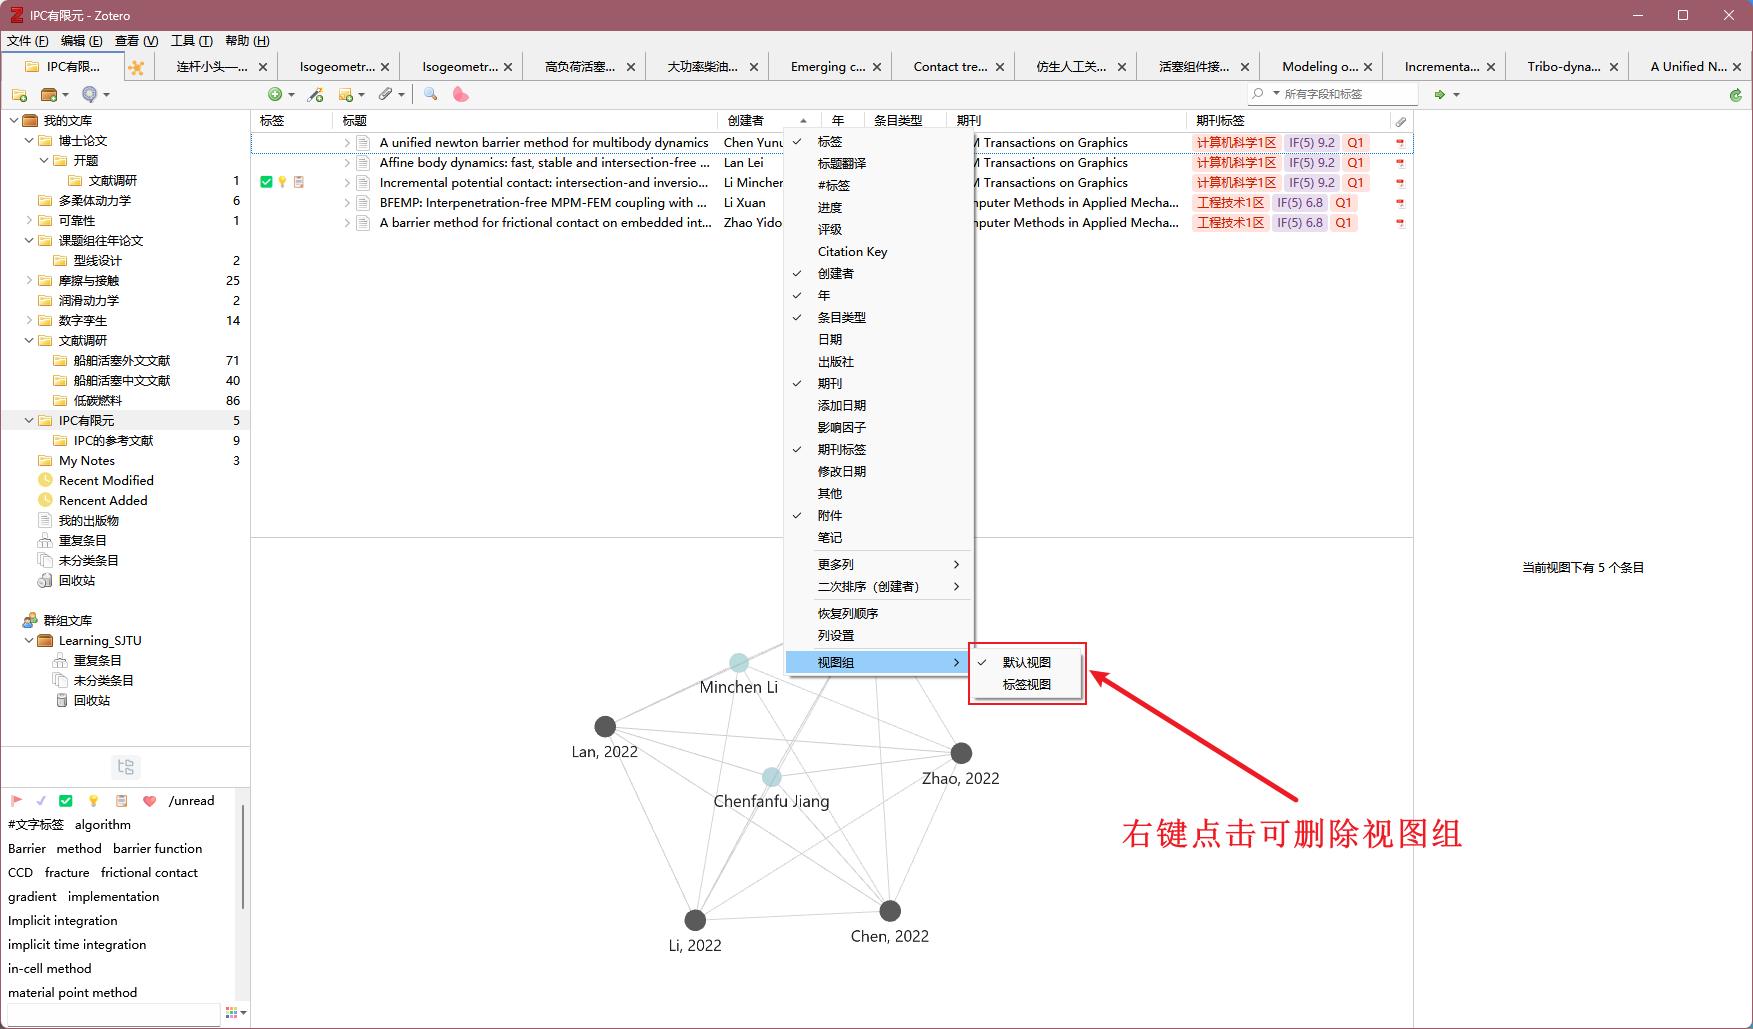 IPC有限元 - Zotero
文件 (F) 编辑 (E) 查看 (V) 工具 (T) 帮助 (H)
IPC有限... 连杆小头—... Isogeometr... Isogeometr... 高负荷活塞... 大功率柴油... Emerging c... Contact tre... 仿生人工关... 活塞组件接... Modeling o... Incrementa... Tribo-dyna... A Unified N...
所有字段和标签
我的文库
博士论文
开题
文献调研 1
多柔体动力学 6
可靠性 1
课题组往年论文
型线设计 2
摩擦与接触 25
润滑动力学 2
数字孪生 14
文献调研
船舶活塞外文文献 71
船舶活塞中文文献 40
低碳燃料 86
IPC有限元 5
IPC的参考文献 9
My Notes 3
Recent Modified
Rencent Added
我的出版物
重复条目
未分类条目
回收站
群组文库
Learning_SJTU
重复条目
未分类条目
回收站
/unread
#文字标签 algorithm
Barrier method barrier function
CCD fracture frictional contact
gradient implementation
Implicit integration
implicit time integration
in-cell method
material point method
标签 标题 创建者 年 条目类型 期刊 期刊标签
A unified newton barrier method for multibody dynamics Chen Yunu M Transactions on Graphics 计算机科学1区 IF(5) 9.2 Q1
Affine body dynamics: fast, stable and intersection-free ... Lan Lei M Transactions on Graphics 计算机科学1区 IF(5) 9.2 Q1
Incremental potential contact: intersection-and inversio... Li Mincher M Transactions on Graphics 计算机科学1区 IF(5) 9.2 Q1
BFEMP: Interpenetration-free MPM-FEM coupling with ... Li Xuan nputer Methods in Applied Mecha... 工程技术1区 IF(5) 6.8 Q1
A barrier method for frictional contact on embedded int... Zhao Yido nputer Methods in Applied Mecha... 工程技术1区 IF(5) 6.8 Q1
标签
标题翻译
#标签
进度
评级
Citation Key
创建者
年
条目类型
日期
出版社
期刊
添加日期
影响因子
期刊标签
修改日期
其他
附件
笔记
更多列
二次排序（创建者）
恢复列顺序
列设置
视图组
默认视图
标签视图
当前视图下有 5 个条目
Minchen Li
Lan, 2022
Zhao, 2022
Chenfanfu Jiang
Li, 2022
Chen, 2022
右键点击可删除视图组